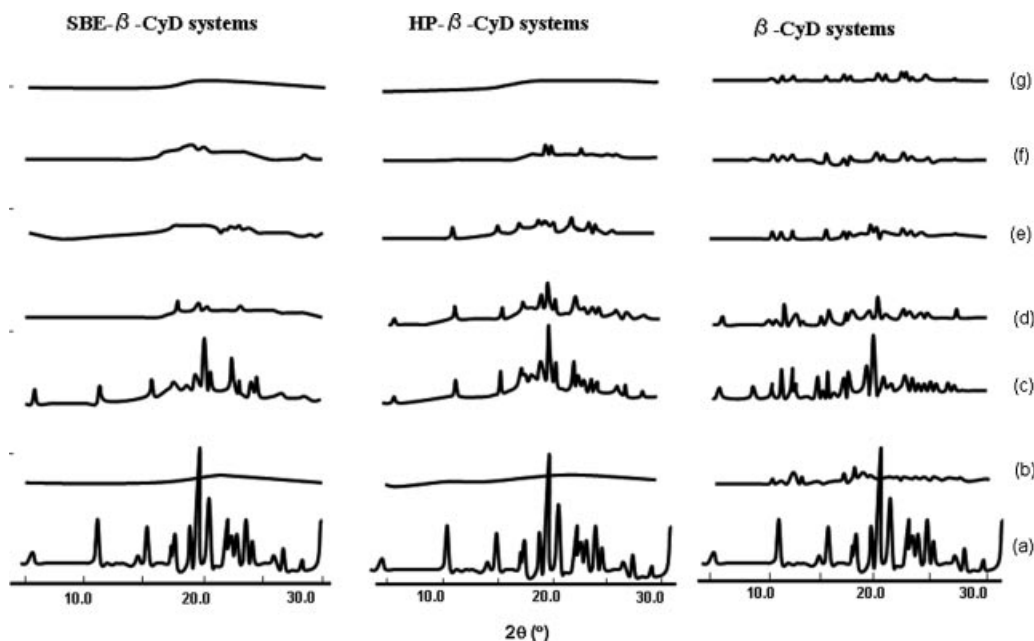 SBE-β-CyD systems
HP-β-CyD systems
β-CyD systems
(g)
(f)
(e)
(d)
(c)
(b)
(a)
10.0 20.0 30.0
10.0 20.0 30.0
10.0 20.0 30.0
2θ (º)